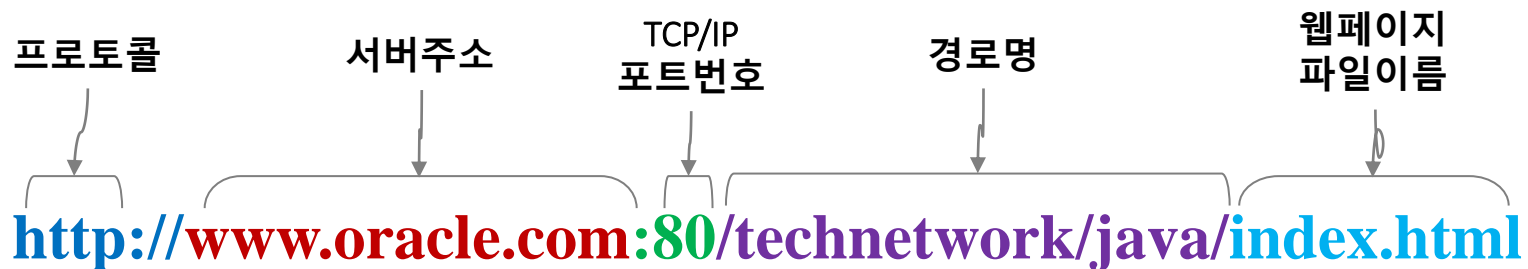 프로토콜
서버주소
TCP/IP
포트번호
경로명
웹페이지
파일이름
http://www.oracle.com:80/technetwork/java/index.html